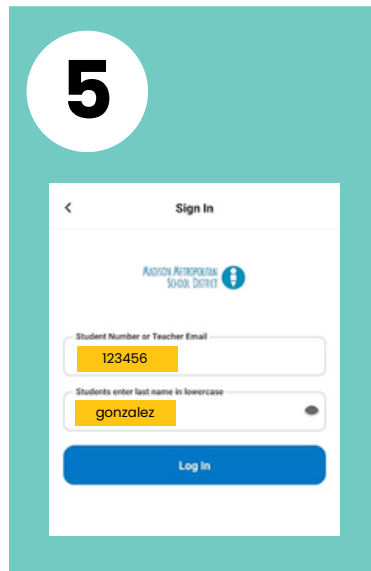 5
Sign In
MADISON METROPOLITAN
SCHOOL DISTRICT
Student Number or Teacher Email
123456
Students enter last name in lowercase
gonzalez
Log In